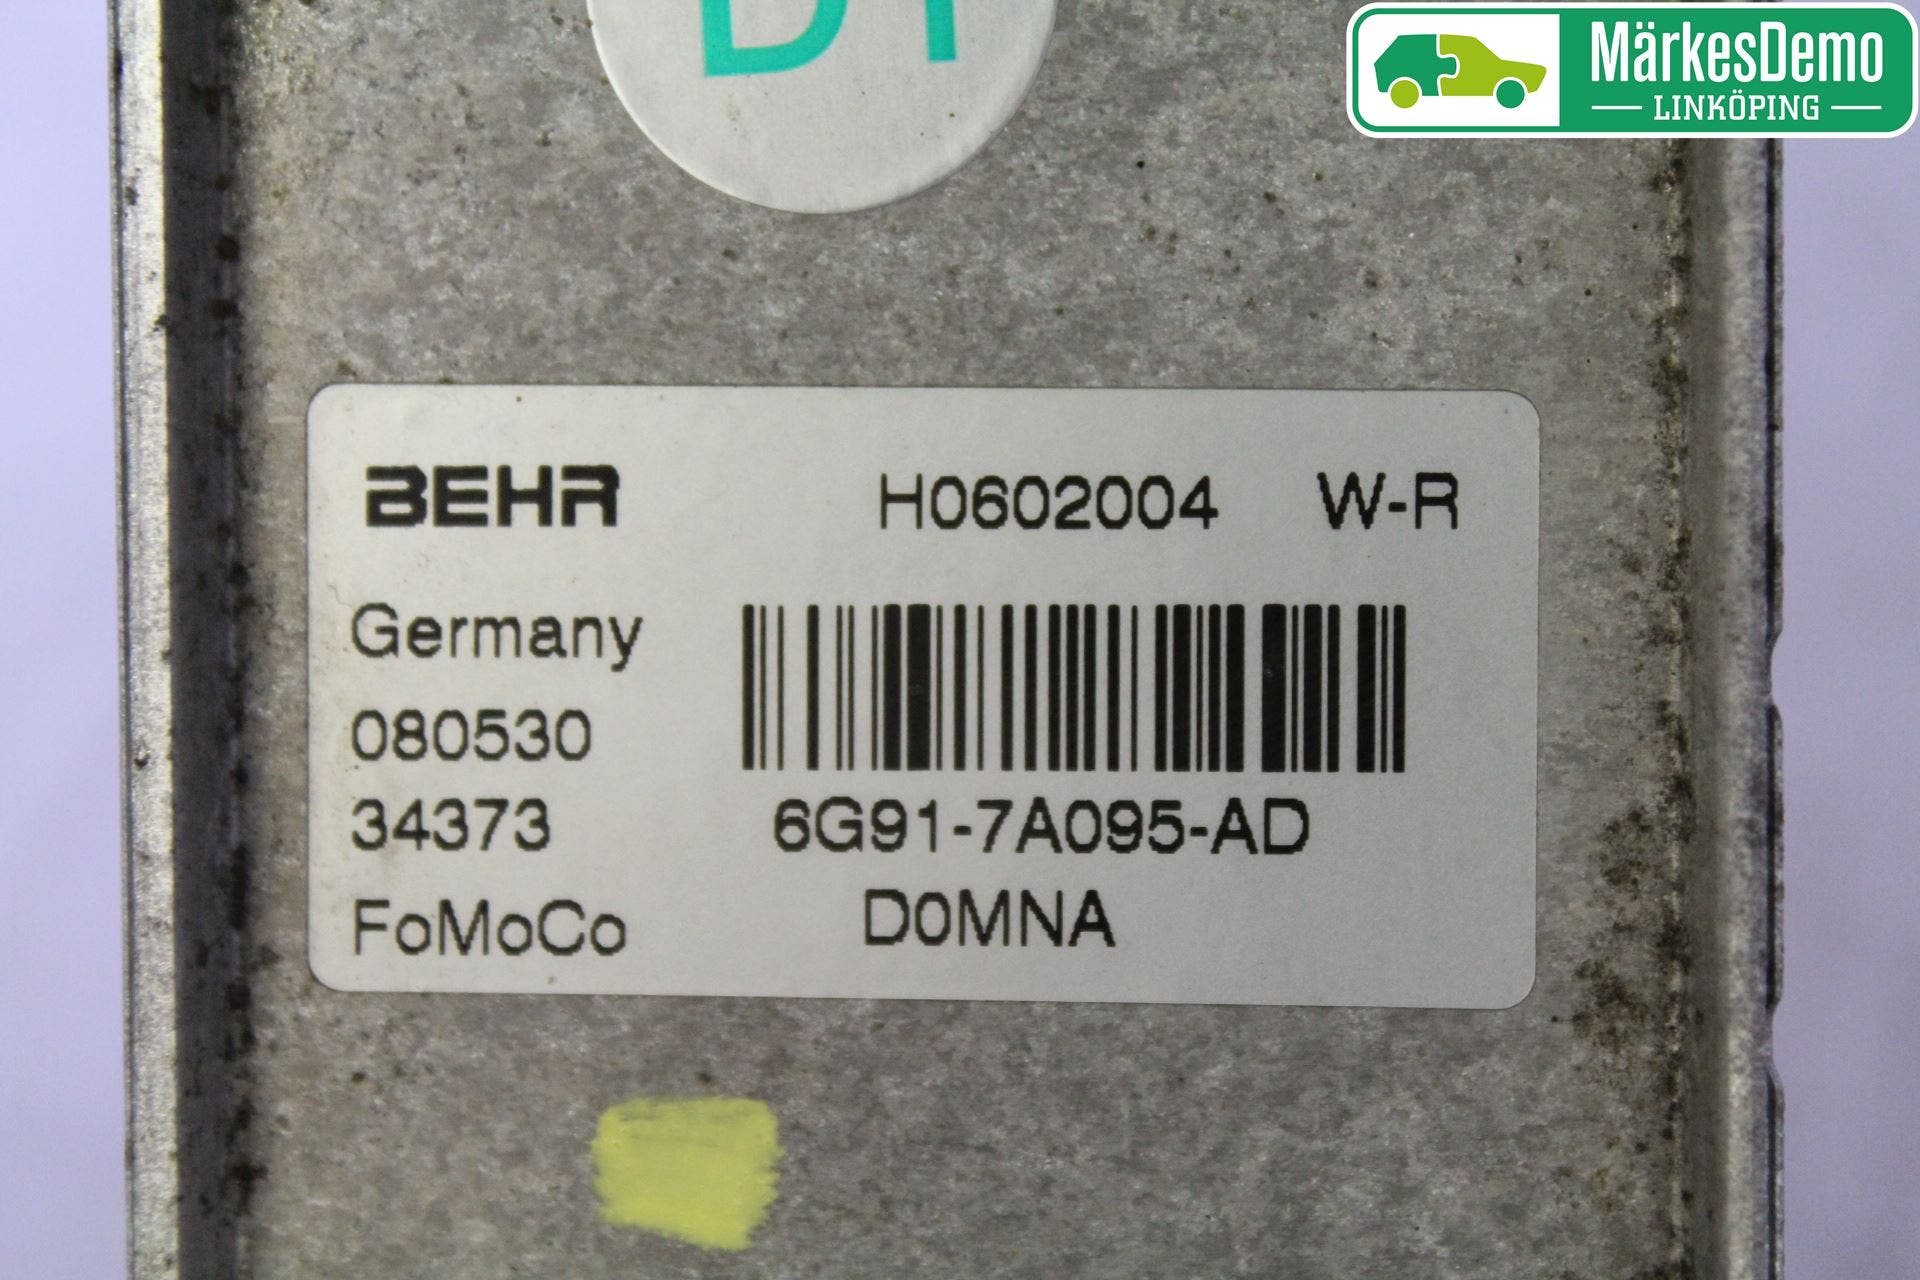 MärkesDemo
LINKÖPING
BEHR H0602004 W-R
Germany
080530
34373 6G91-7A095-AD
FoMoCo D0MNA